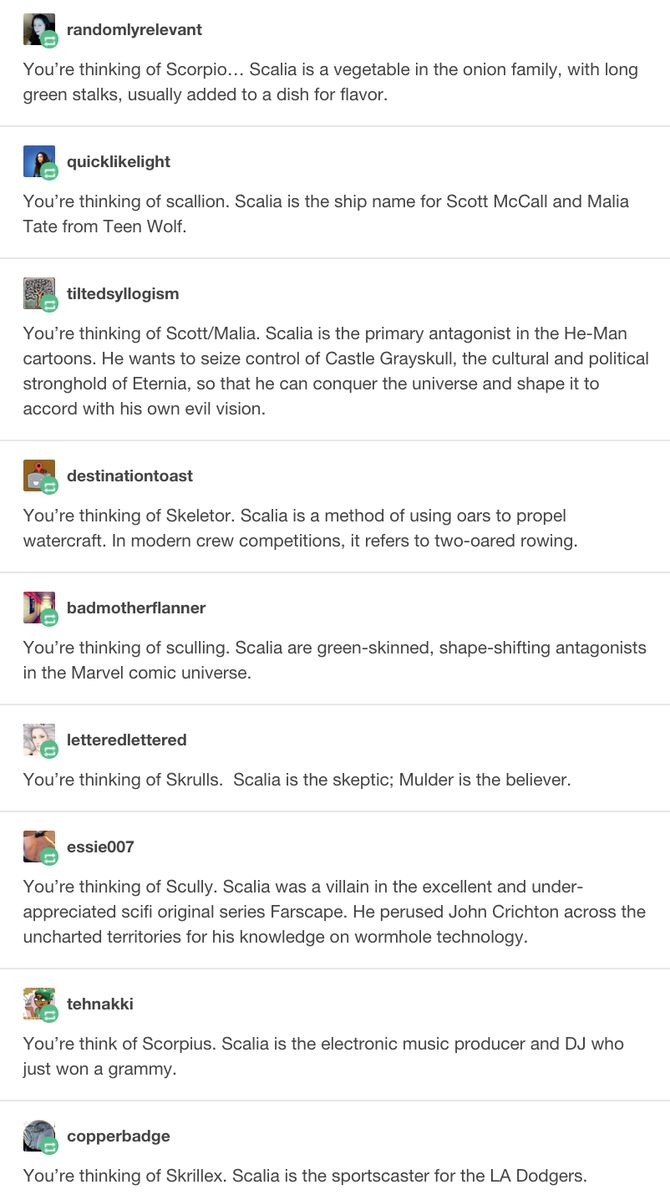 randomlyrelevant
You’re thinking of Scorpio… Scalia is a vegetable in the onion family, with long
green stalks, usually added to a dish for flavor.
quicklikelight
You’re thinking of scallion. Scalia is the ship name for Scott McCall and Malia
Tate from Teen Wolf.
tiltedsyllogism
You’re thinking of Scott/Malia. Scalia is the primary antagonist in the He-Man
cartoons. He wants to seize control of Castle Grayskull, the cultural and political
stronghold of Eternia, so that he can conquer the universe and shape it to
accord with his own evil vision.
destinationtoast
You’re thinking of Skeletor. Scalia is a method of using oars to propel
watercraft. In modern crew competitions, it refers to two-oared rowing.
badmotherflanner
You’re thinking of sculling. Scalia are green-skinned, shape-shifting antagonists
in the Marvel comic universe.
letteredlettered
You’re thinking of Skrulls.  Scalia is the skeptic; Mulder is the believer.
essie007
You’re thinking of Scully. Scalia was a villain in the excellent and under-
appreciated scifi original series Farscape. He perused John Crichton across the
uncharted territories for his knowledge on wormhole technology.
tehnakki
You’re think of Scorpius. Scalia is the electronic music producer and DJ who
just won a grammy.
copperbadge
You’re thinking of Skrillex. Scalia is the sportscaster for the LA Dodgers.